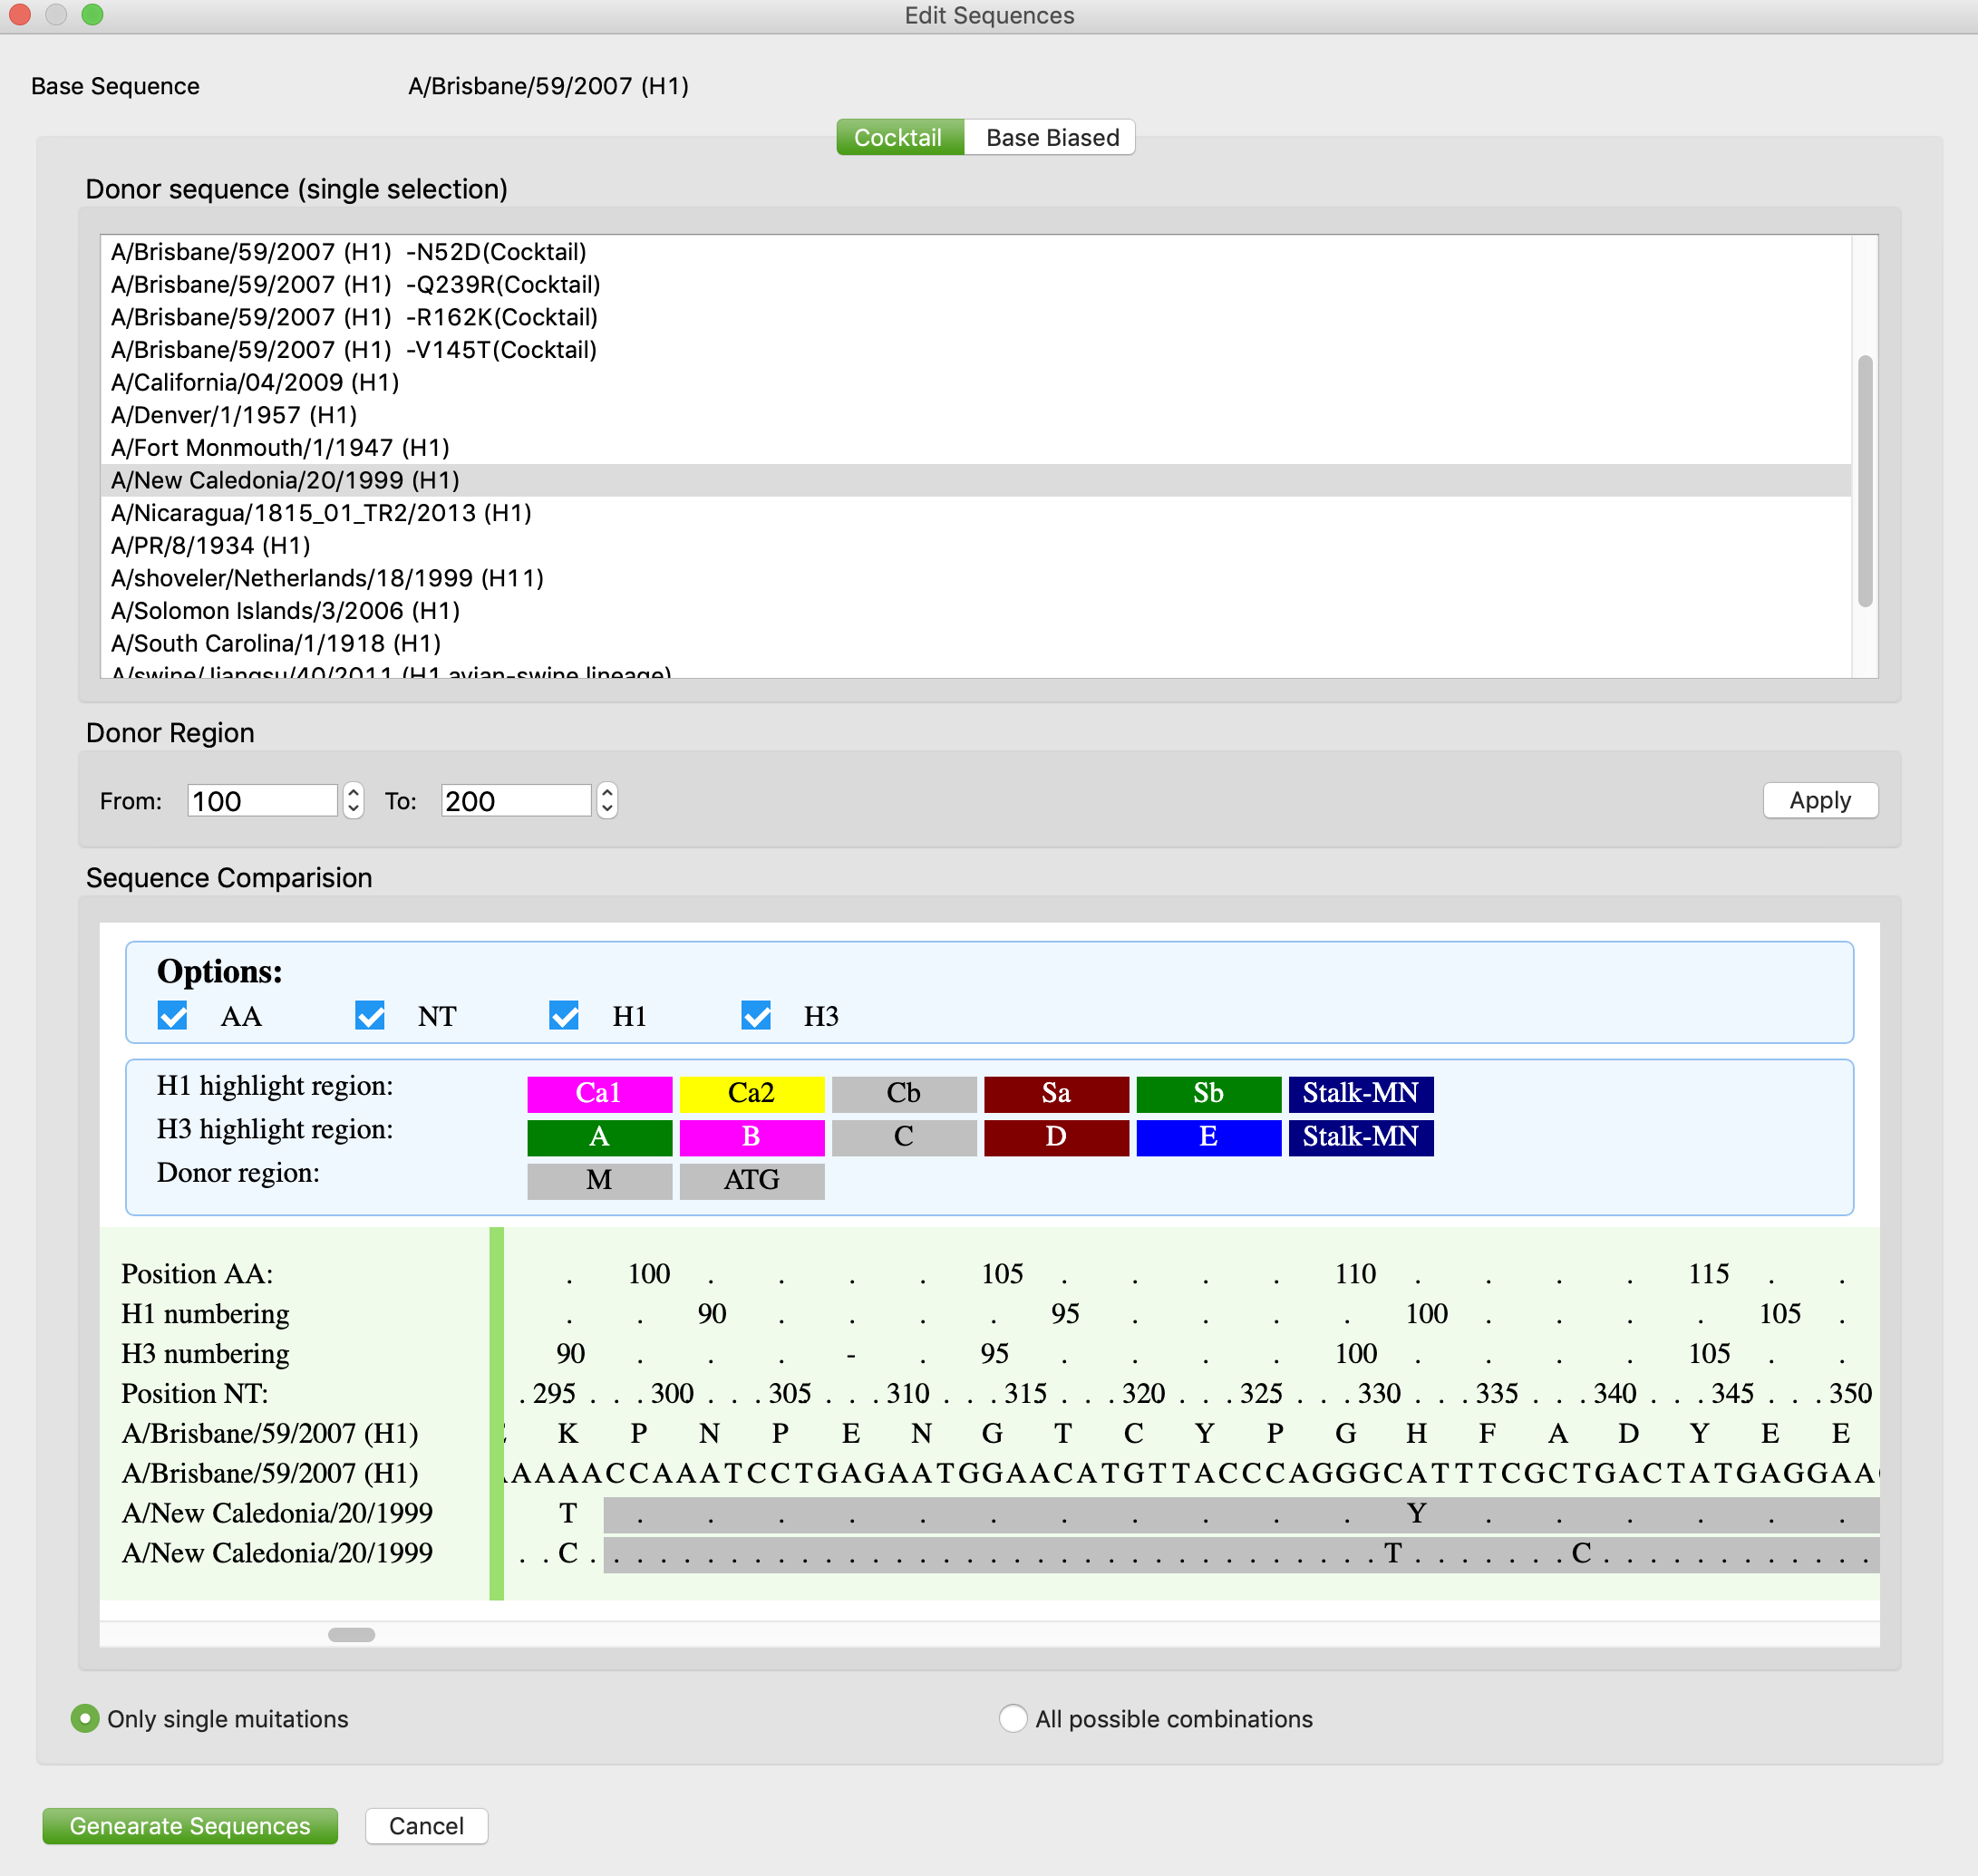 Edit Sequences
Base Sequence A/Brisbane/59/2007 (H1)
Cocktail Base Biased
Donor sequence (single selection)
A/Brisbane/59/2007 (H1) -N52D(Cocktail)
A/Brisbane/59/2007 (H1) -Q239R(Cocktail)
A/Brisbane/59/2007 (H1) -R162K(Cocktail)
A/Brisbane/59/2007 (H1) -V145T(Cocktail)
A/California/04/2009 (H1)
A/Denver/1/1957 (H1)
A/Fort Monmouth/1/1947 (H1)
A/New Caledonia/20/1999 (H1)
A/Nicaragua/1815_01_TR2/2013 (H1)
A/PR/8/1934 (H1)
A/shoveler/Netherlands/18/1999 (H11)
A/Solomon Islands/3/2006 (H1)
A/South Carolina/1/1918 (H1)
A/swine/Jiangsu/40/2011 (H1 avian-swine lineage)
Donor Region
From: 100 To: 200 Apply
Sequence Comparision
Options:
AA NT H1 H3
H1 highlight region: Ca1 Ca2 Cb Sa Sb Stalk-MN
H3 highlight region: A B C D E Stalk-MN
Donor region: M ATG
Position AA: . 100 . . . . 105 . . . . 110 . . . . 115 . .
H1 numbering . . 90 . . . . 95 . . . . 100 . . . . 105 .
H3 numbering 90 . . . - . 95 . . . . 100 . . . . 105 . .
Position NT: . 295 . . . 300 . . . 305 . . . 310 . . . 315 . . . 320 . . . 325 . . . 330 . . . 335 . . . 340 . . . 345 . . . 350
A/Brisbane/59/2007 (H1) K P N P E N G T C Y P G H F A D Y E E
A/Brisbane/59/2007 (H1) AAAACCAAATCCTGAGAATGGAACATGTTACCCAGGGCATTTCGCTGACTATGAGGAA
A/New Caledonia/20/1999 T . . . . . . . . . . . Y . . . . . .
A/New Caledonia/20/1999 . . C . . . . . . . . . . . . . . . . . . . . . . . . . . . . . . . . . . T . . . . . . . C . . . . . . . . . . . .
Only single muitations All possible combinations
Genearate Sequences Cancel